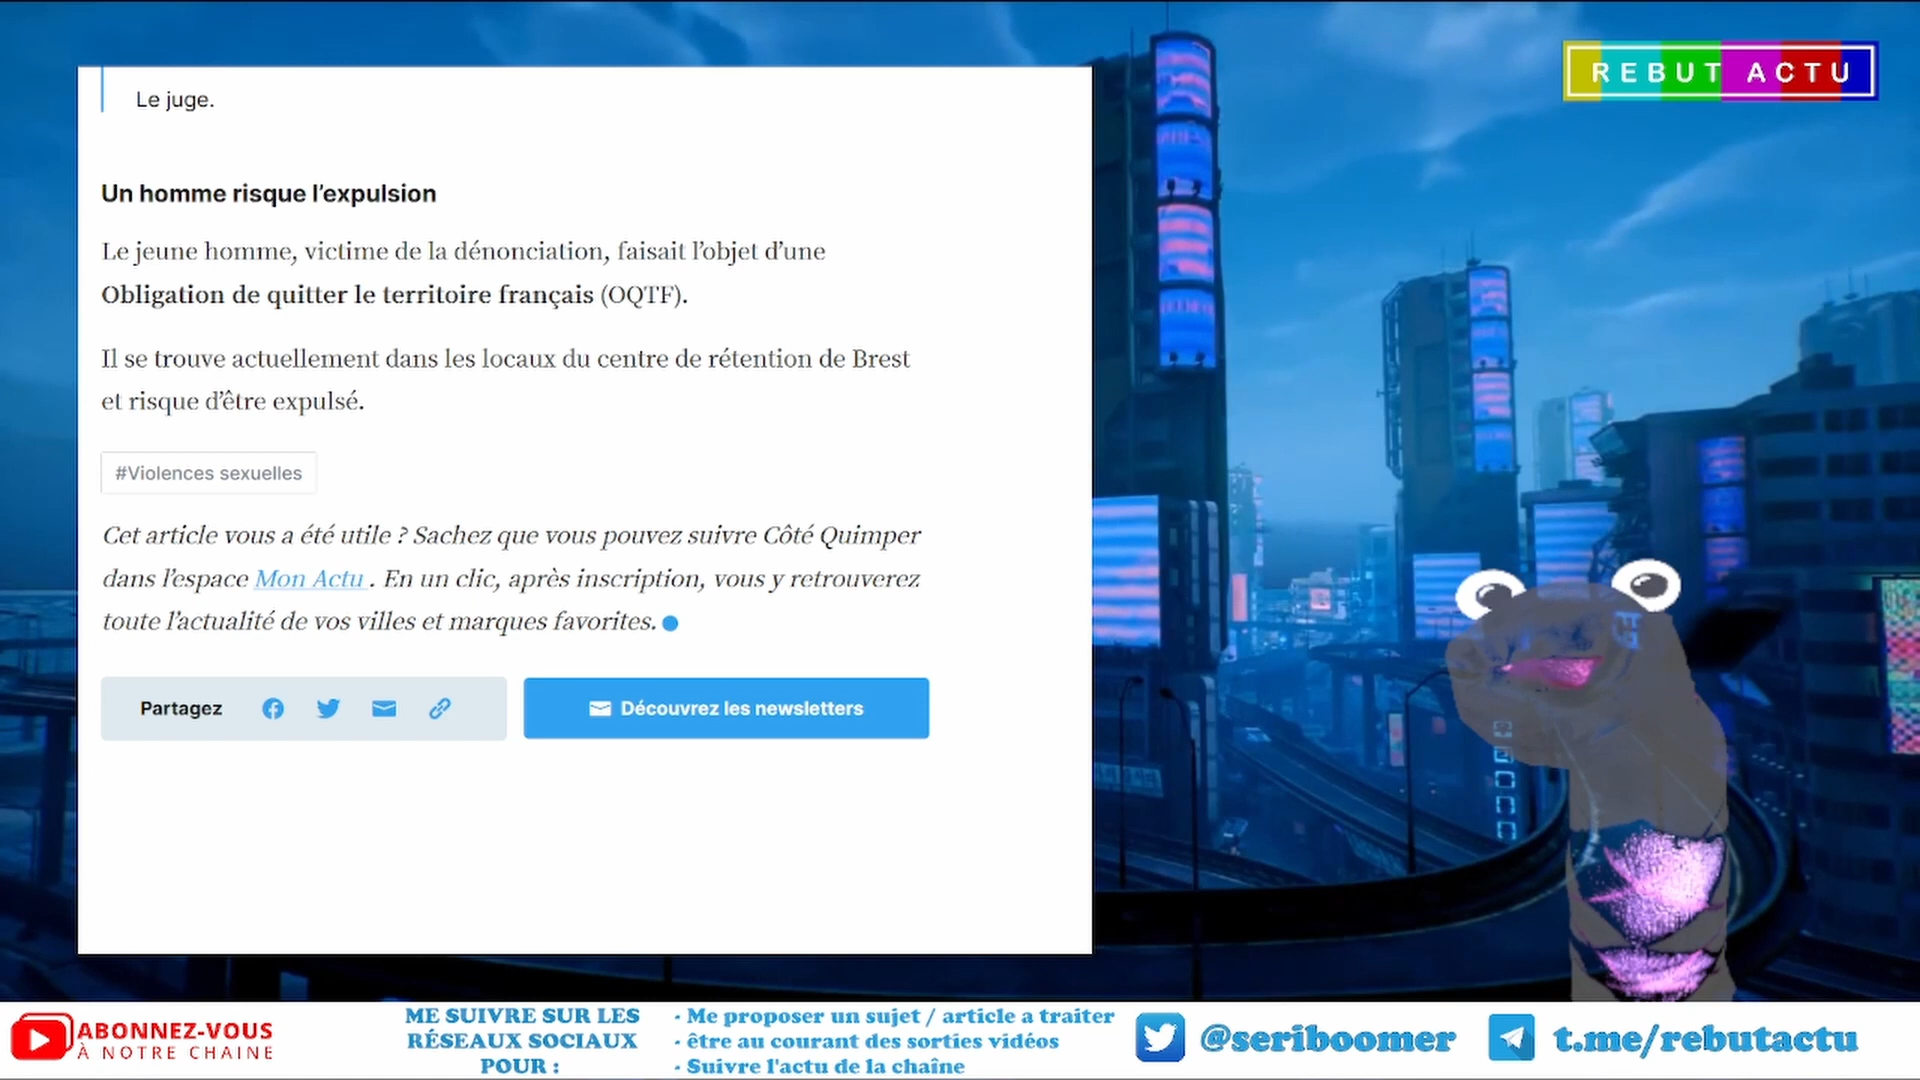 REBUT ACTU
Le juge.
Un homme risque l’expulsion
Le jeune homme, victime de la dénonciation, faisait l’objet d’une
Obligation de quitter le territoire français (OQTF).
Il se trouve actuellement dans les locaux du centre de rétention de Brest
et risque d’être expulsé.
#Violences sexuelles
Cet article vous a été utile ? Sachez que vous pouvez suivre Côté Quimper
dans l’espace Mon Actu . En un clic, après inscription, vous y retrouverez
toute l’actualité de vos villes et marques favorites.
Partagez
Découvrez les newsletters
ABONNEZ-VOUS
À NOTRE CHAINE
ME SUIVRE SUR LES
RÉSEAUX SOCIAUX
POUR :
- Me proposer un sujet / article a traiter
- être au courant des sorties vidéos
- Suivre l'actu de la chaîne
@seriboomer
t.me/rebutactu